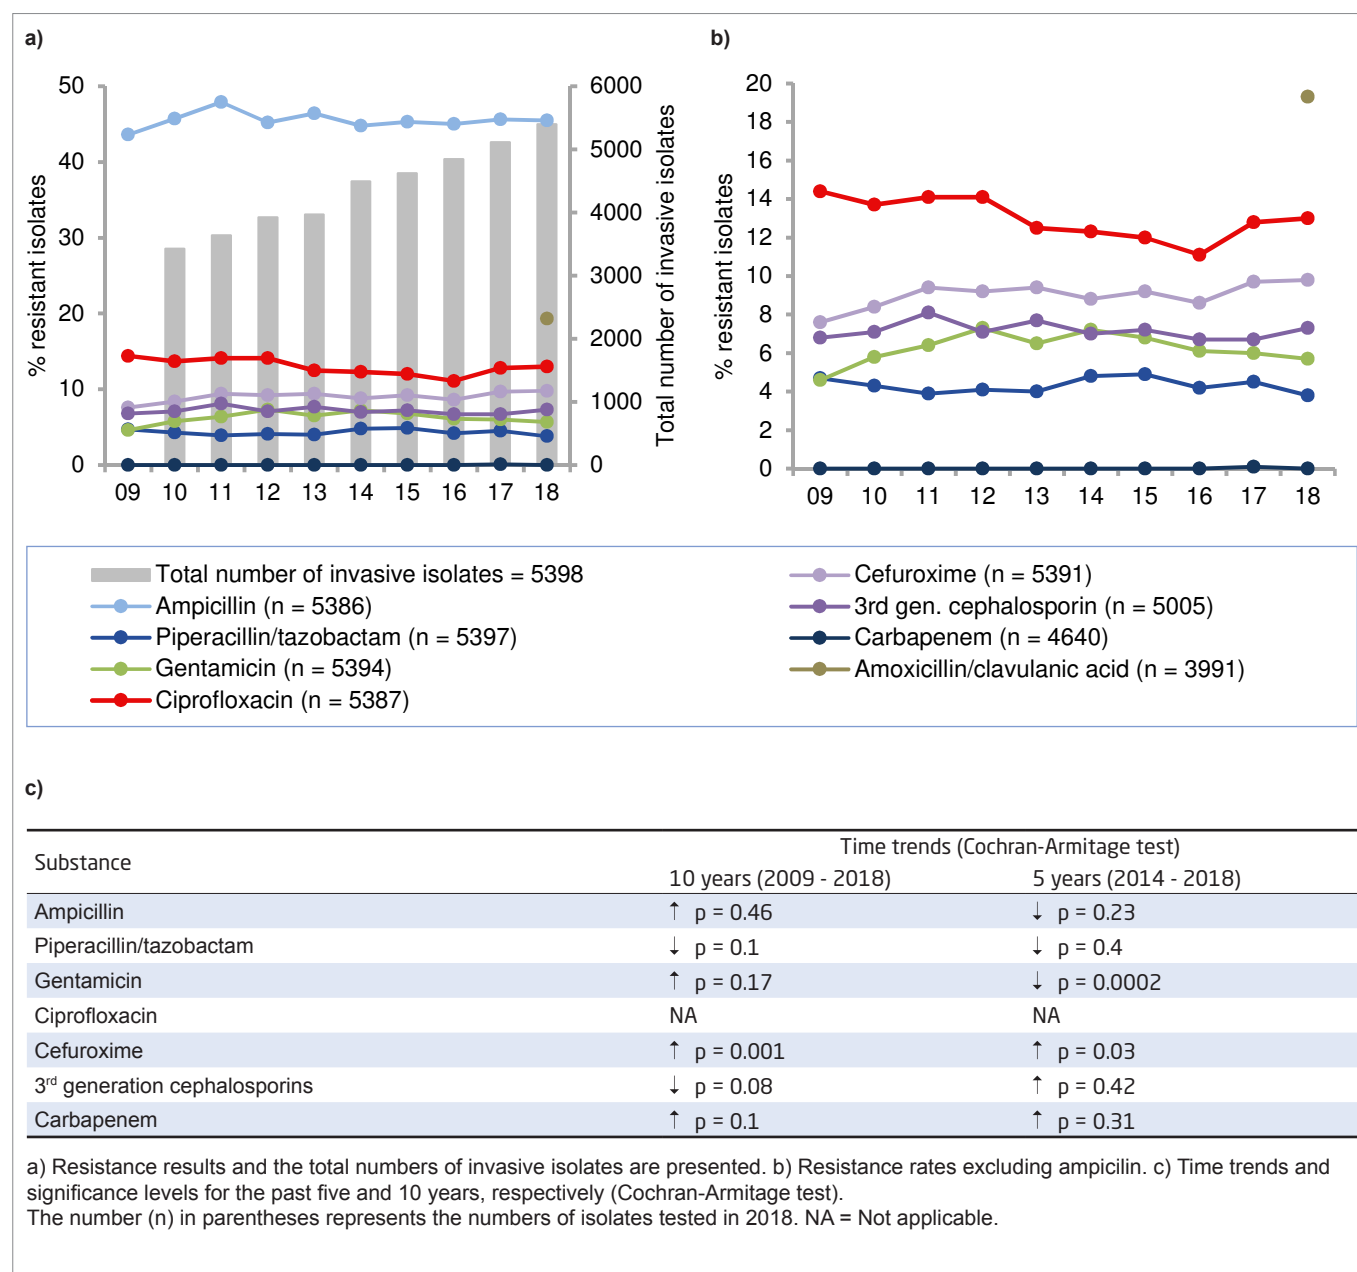 a)
b)
50
40
30
20
10
0
% resistant isolates
6000
5000
4000
3000
2000
1000
0
Total number of invasive isolates
09 10 11 12 13 14 15 16 17 18
20
18
16
14
12
10
8
6
4
2
0
% resistant isolates
09 10 11 12 13 14 15 16 17 18
Total number of invasive isolates = 5398
Ampicillin (n = 5386)
Piperacillin/tazobactam (n = 5397)
Gentamicin (n = 5394)
Ciprofloxacin (n = 5387)
Cefuroxime (n = 5391)
3rd gen. cephalosporin (n = 5005)
Carbapenem (n = 4640)
Amoxicillin/clavulanic acid (n = 3991)
c)
Substance Time trends (Cochran-Armitage test)
10 years (2009 - 2018) 5 years (2014 - 2018)
Ampicillin ↑ p = 0.46 ↓ p = 0.23
Piperacillin/tazobactam ↓ p = 0.1 ↓ p = 0.4
Gentamicin ↑ p = 0.17 ↓ p = 0.0002
Ciprofloxacin NA NA
Cefuroxime ↑ p = 0.001 ↑ p = 0.03
3rd generation cephalosporins ↓ p = 0.08 ↑ p = 0.42
Carbapenem ↑ p = 0.1 ↑ p = 0.31
a) Resistance results and the total numbers of invasive isolates are presented. b) Resistance rates excluding ampicilin. c) Time trends and
significance levels for the past five and 10 years, respectively (Cochran-Armitage test).
The number (n) in parentheses represents the numbers of isolates tested in 2018. NA = Not applicable.